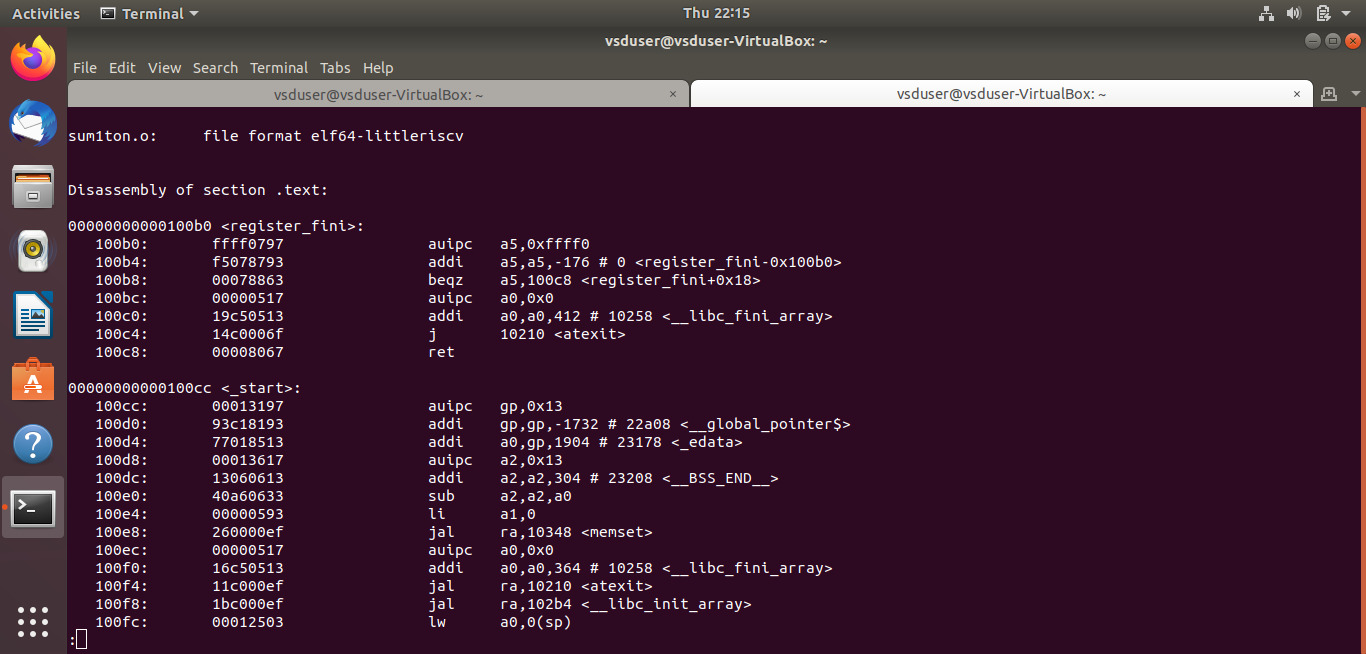 Activities Terminal Thu 22:15
vsduser@vsduser-VirtualBox: ~
File Edit View Search Terminal Tabs Help
vsduser@vsduser-VirtualBox: ~ × vsduser@vsduser-VirtualBox: ~ ×
sum1ton.o:     file format elf64-littleriscv
Disassembly of section .text:
00000000000100b0 <register_fini>:
   100b0:	ffff0797          	auipc	a5,0xffff0
   100b4:	f5078793          	addi	a5,a5,-176 # 0 <register_fini-0x100b0>
   100b8:	00078863          	beqz	a5,100c8 <register_fini+0x18>
   100bc:	00000517          	auipc	a0,0x0
   100c0:	19c50513          	addi	a0,a0,412 # 10258 <__libc_fini_array>
   100c4:	14c0006f          	j	10210 <atexit>
   100c8:	00008067          	ret
00000000000100cc <_start>:
   100cc:	00013197          	auipc	gp,0x13
   100d0:	93c18193          	addi	gp,gp,-1732 # 22a08 <__global_pointer$>
   100d4:	77018513          	addi	a0,gp,1904 # 23178 <_edata>
   100d8:	00013617          	auipc	a2,0x13
   100dc:	13060613          	addi	a2,a2,304 # 23208 <__BSS_END__>
   100e0:	40a60633          	sub	a2,a2,a0
   100e4:	00000593          	li	a1,0
   100e8:	260000ef          	jal	ra,10348 <memset>
   100ec:	00000517          	auipc	a0,0x0
   100f0:	16c50513          	addi	a0,a0,364 # 10258 <__libc_fini_array>
   100f4:	11c000ef          	jal	ra,10210 <atexit>
   100f8:	1bc000ef          	jal	ra,102b4 <__libc_init_array>
   100fc:	00012503          	lw	a0,0(sp)
: